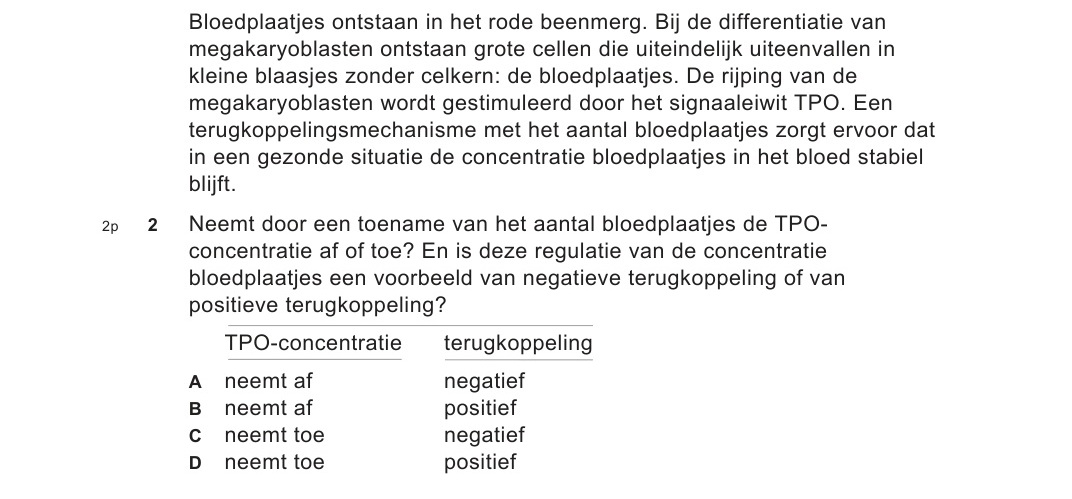 Bloedplaatjes ontstaan in het rode beenmerg. Bij de differentiatie van
megakaryoblasten ontstaan grote cellen die uiteindelijk uiteenvallen in
kleine blaasjes zonder celkern: de bloedplaatjes. De rijping van de
megakaryoblasten wordt gestimuleerd door het signaaleiwit TPO. Een
terugkoppelingsmechanisme met het aantal bloedplaatjes zorgt ervoor dat
in een gezonde situatie de concentratie bloedplaatjes in het bloed stabiel
blijft.
2p 2 Neemt door een toename van het aantal bloedplaatjes de TPO-
concentratie af of toe? En is deze regulatie van de concentratie
bloedplaatjes een voorbeeld van negatieve terugkoppeling of van
positieve terugkoppeling?
TPO-concentratie terugkoppeling
A neemt af negatief
B neemt af positief
C neemt toe negatief
D neemt toe positief